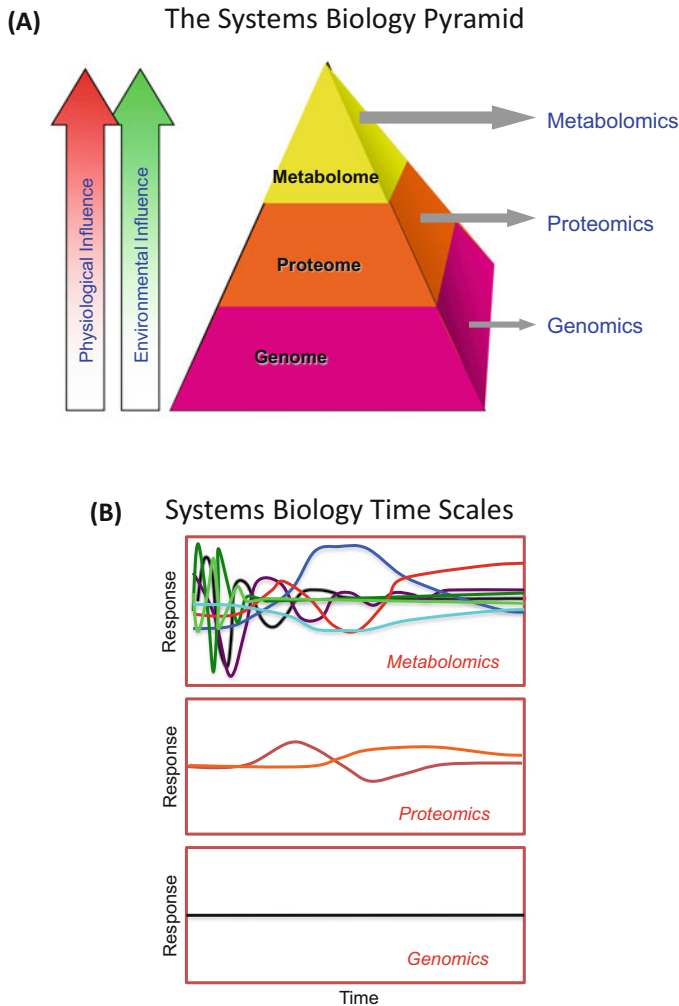 (A)
The Systems Biology Pyramid
Physiological Influence
Environmental Influence
Metabolome
Proteome
Genome
Metabolomics
Proteomics
Genomics
(B)
Systems Biology Time Scales
Response
Metabolomics
Response
Proteomics
Response
Genomics
Time